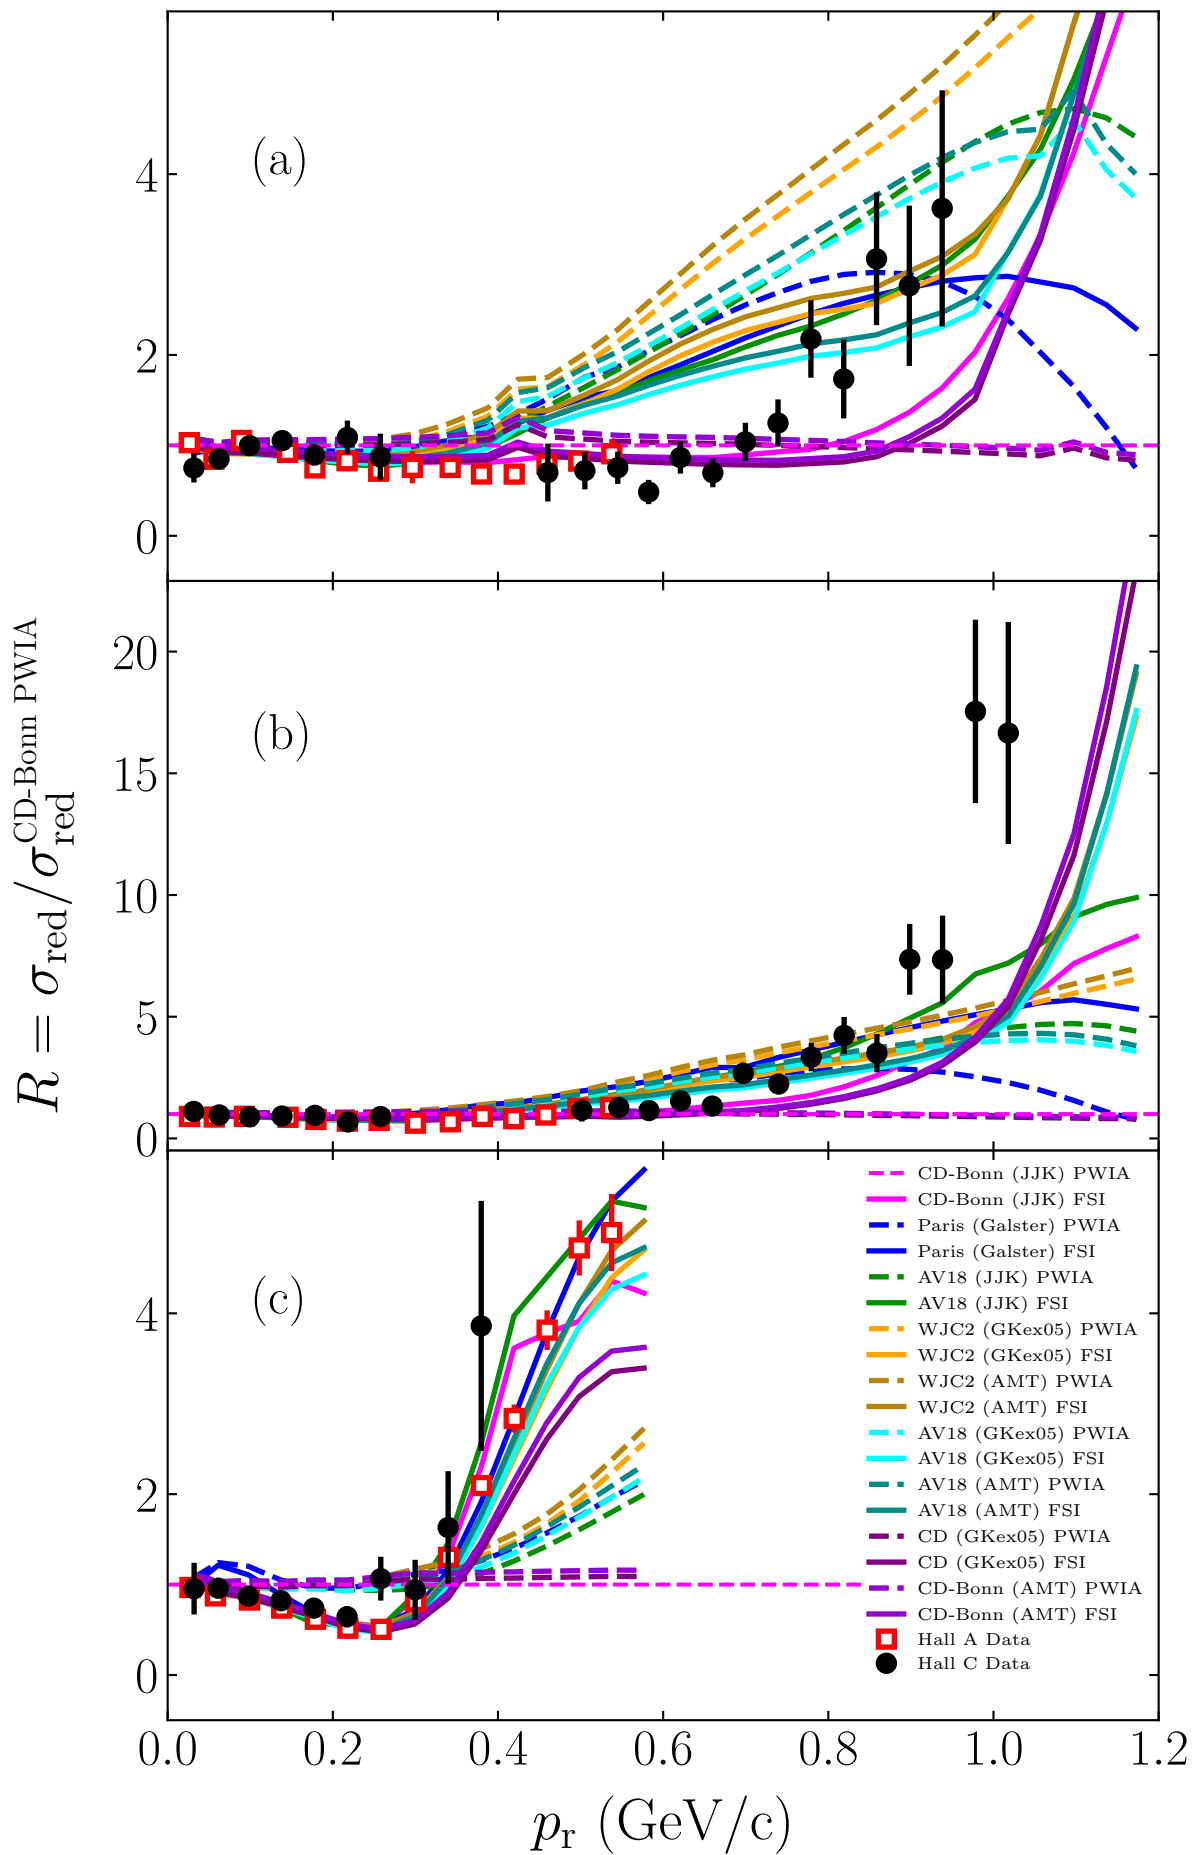 (a)
4
2
0
(b)
20
15
10
5
0
R = σred/σred^CD-Bonn PWIA
(c)
4
2
0
CD-Bonn (JJK) PWIA
CD-Bonn (JJK) FSI
Paris (Galster) PWIA
Paris (Galster) FSI
AV18 (JJK) PWIA
AV18 (JJK) FSI
WJC2 (GKex05) PWIA
WJC2 (GKex05) FSI
WJC2 (AMT) PWIA
WJC2 (AMT) FSI
AV18 (GKex05) PWIA
AV18 (GKex05) FSI
AV18 (AMT) PWIA
AV18 (AMT) FSI
CD (GKex05) PWIA
CD (GKex05) FSI
CD-Bonn (AMT) PWIA
CD-Bonn (AMT) FSI
Hall A Data
Hall C Data
0.0 0.2 0.4 0.6 0.8 1.0 1.2
pr (GeV/c)